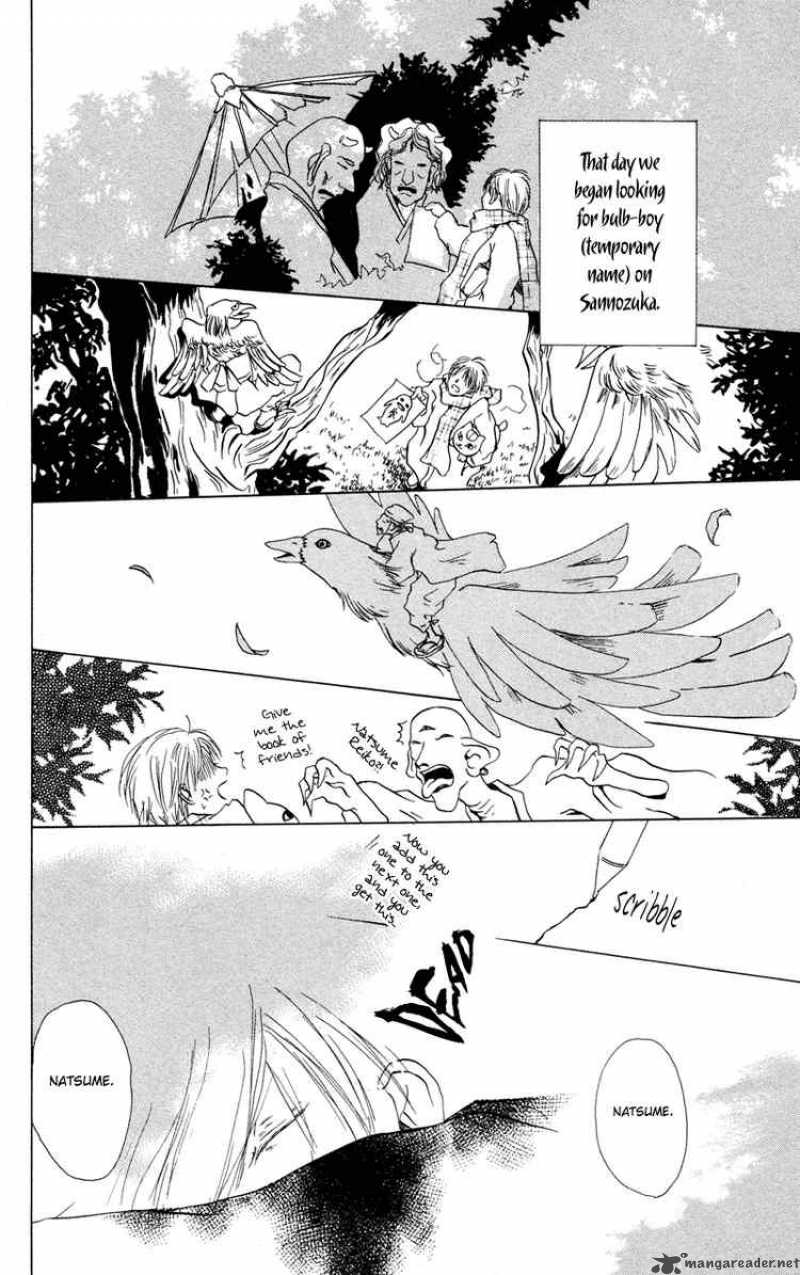 That day we
began looking
for bulb-boy
(temporary
name) on
Sannozuka.
Natsume
Reiko?!
Give
me the
book of
friends!
scribble
Now you
add this
one to the
next one,
and you
get this.
DEAD
NATSUME.
NATSUME.
mangareader.net